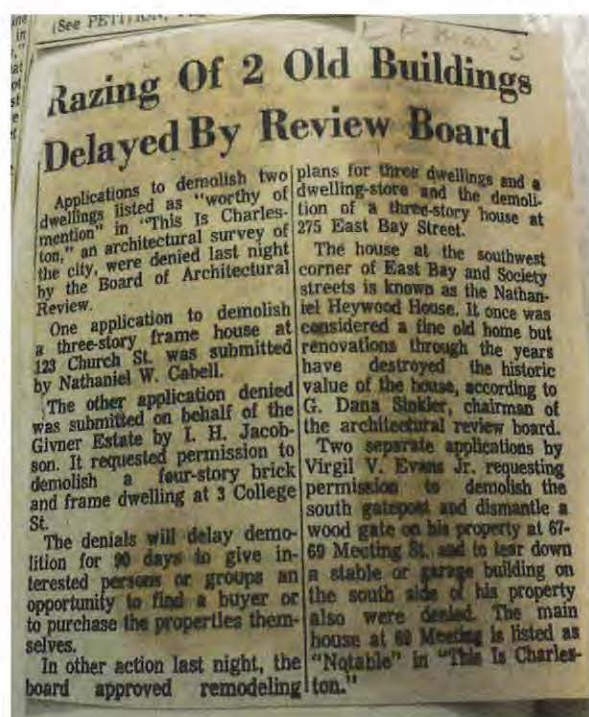 (See PETITION,
Mar 3
Razing Of 2 Old Buildings
Delayed By Review Board
Applications to demolish two
dwellings listed as "worthy of
mention" in "This Is Charles-
ton," an architectural survey of
the city, were denied last night
by the Board of Architectural
Review.
One application to demolish
a three-story frame house at
123 Church St. was submitted
by Nathaniel W. Cabell.
The other application denied
was submitted on behalf of the
Givner Estate by I. H. Jacob-
son. It requested permission to
demolish a four-story brick
and frame dwelling at 3 College
St.
The denials will delay demo-
lition for 90 days to give in-
terested persons or groups an
opportunity to find a buyer or
to purchase the properties them-
selves.
In other action last night, the
board approved remodeling
plans for three dwellings and a
dwelling-store and the demoli-
tion of a three-story house at
275 East Bay Street.
The house at the southwest
corner of East Bay and Society
streets is known as the Nathan-
iel Heywood House. It once was
considered a fine old home but
renovations through the years
have destroyed the historic
value of the house, according to
G. Dana Sinkler, chairman of
the architectural review board.
Two separate applications by
Virgil V. Evans Jr. requesting
permission to demolish the
south gatepost and dismantle a
wood gate on his property at 67-
69 Meeting St. and to tear down
a stable or garage building on
the south side of his property
also were denied. The main
house at 69 Meeting is listed as
"Notable" in "This Is Charles-
ton."